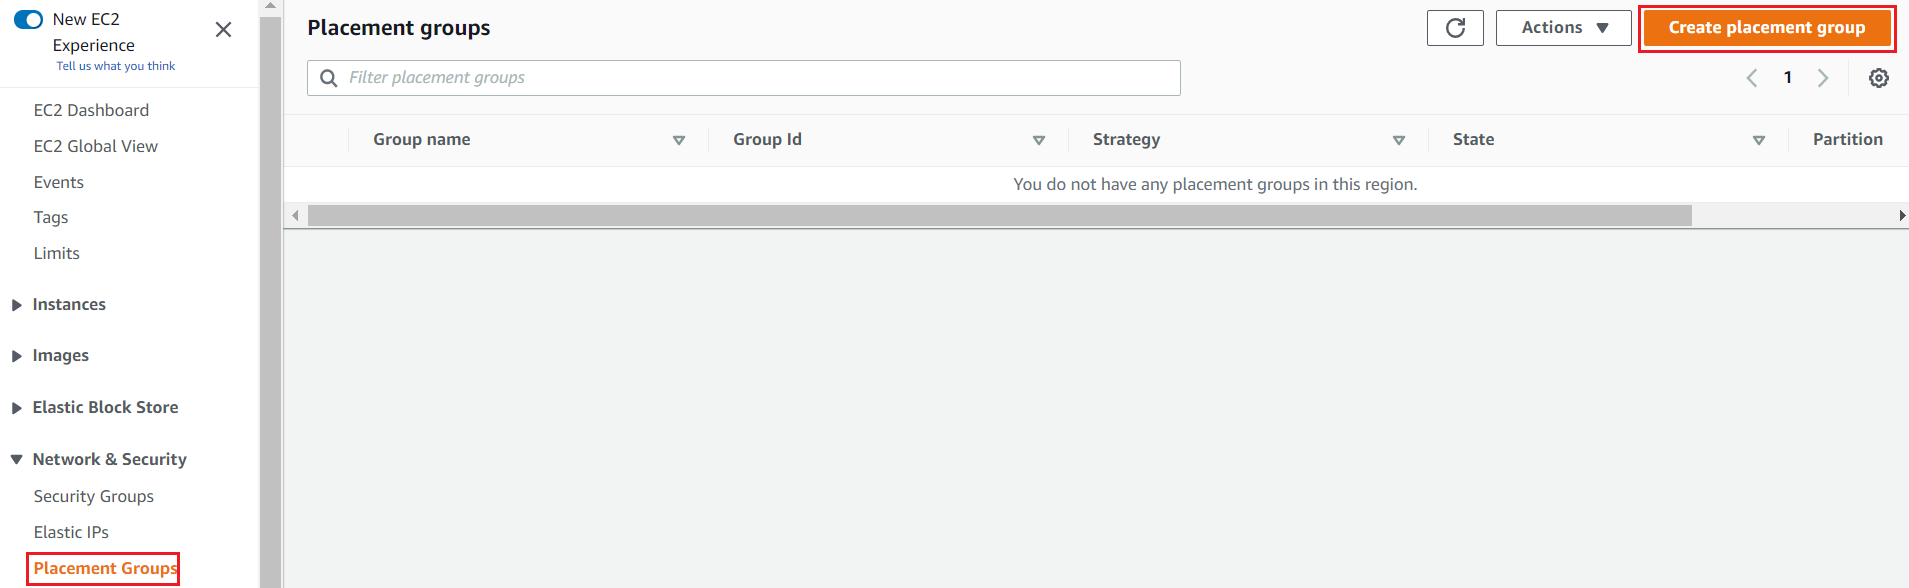 New EC2
Experience
Tell us what you think
EC2 Dashboard
EC2 Global View
Events
Tags
Limits
Instances
Images
Elastic Block Store
Network & Security
Security Groups
Elastic IPs
Placement Groups
Placement groups
Actions
Create placement group
Filter placement groups
1
Group name Group Id Strategy State Partition
You do not have any placement groups in this region.